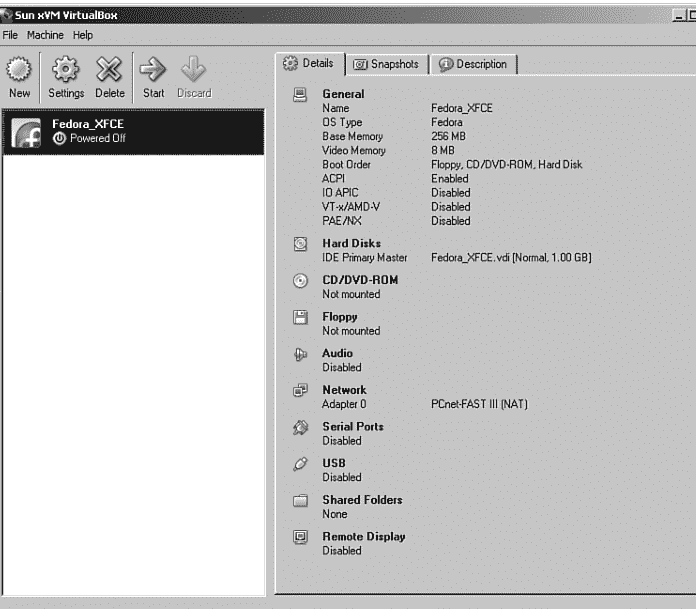 Sun xVM VirtualBox
File Machine Help
New Settings Delete Start Discard
Fedora_XFCE
Powered Off
Details Snapshots Description
General
Name Fedora_XFCE
OS Type Fedora
Base Memory 256 MB
Video Memory 8 MB
Boot Order Floppy, CD/DVD-ROM, Hard Disk
ACPI Enabled
IO APIC Disabled
VT-x/AMD-V Disabled
PAE/NX Disabled
Hard Disks
IDE Primary Master Fedora_XFCE.vdi [Normal, 1.00 GB]
CD/DVD-ROM
Not mounted
Floppy
Not mounted
Audio
Disabled
Network
Adapter 0 PCnet-FAST III (NAT)
Serial Ports
Disabled
USB
Disabled
Shared Folders
None
Remote Display
Disabled